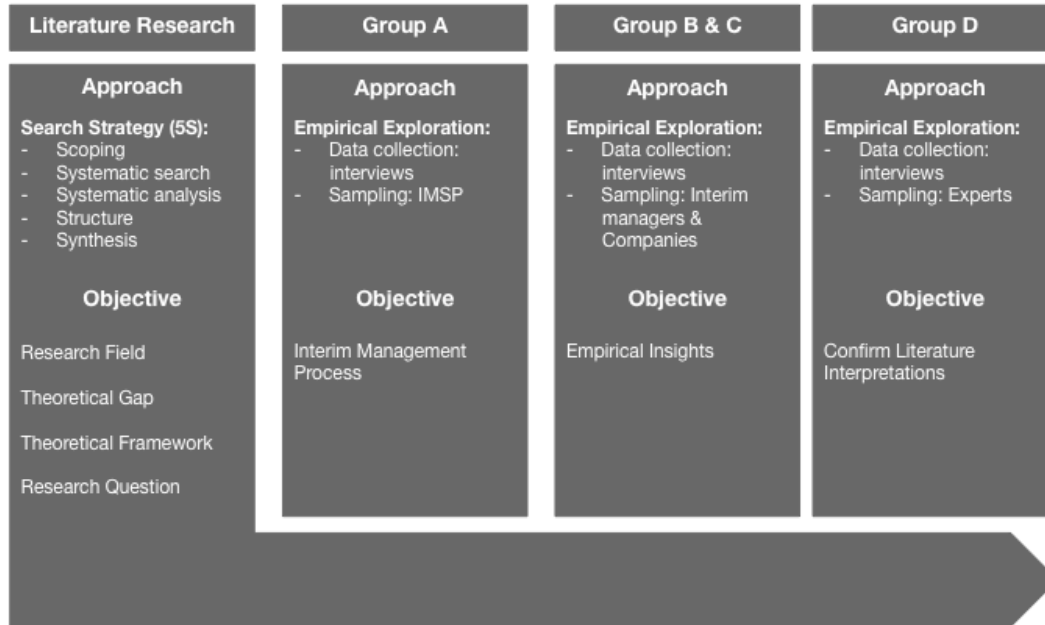 Literature Research
Approach
Search Strategy (5S):
- Scoping
- Systematic search
- Systematic analysis
- Structure
- Synthesis
Objective
Research Field
Theoretical Gap
Theoretical Framework
Research Question
Group A
Approach
Empirical Exploration:
- Data collection:
interviews
- Sampling: IMSP
Objective
Interim Management
Process
Group B & C
Approach
Empirical Exploration:
- Data collection:
interviews
- Sampling: Interim
managers &
Companies
Objective
Empirical Insights
Group D
Approach
Empirical Exploration:
- Data collection:
interviews
- Sampling: Experts
Objective
Confirm Literature
Interpretations